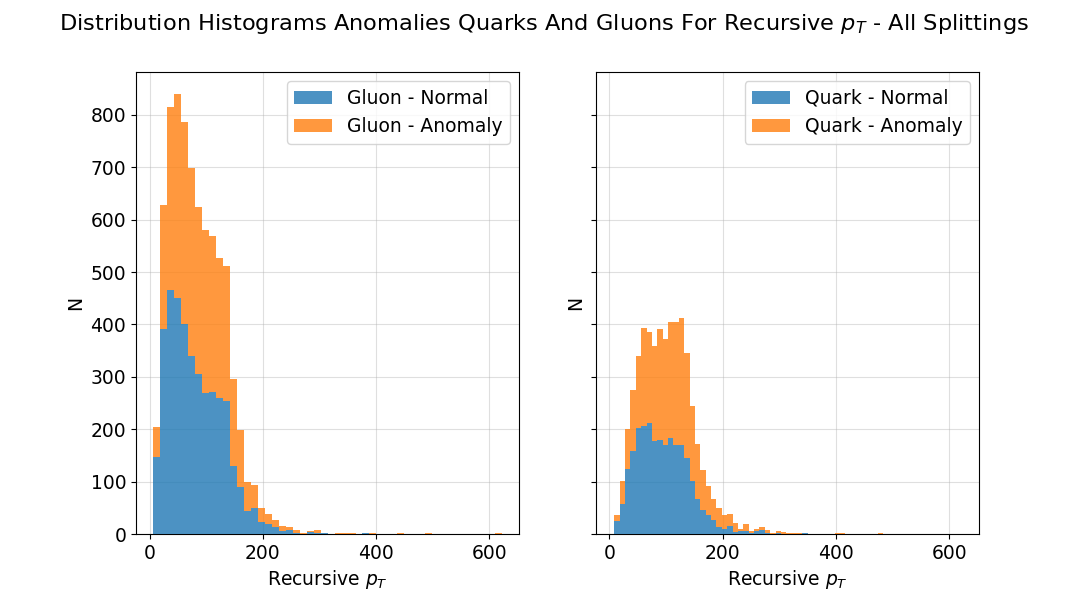 Distribution Histograms Anomalies Quarks And Gluons For Recursive p_T - All Splittings
Gluon - Normal
Gluon - Anomaly
Quark - Normal
Quark - Anomaly
800
700
600
500
400
300
200
100
0
N
N
0 200 400 600
0 200 400 600
Recursive p_T
Recursive p_T